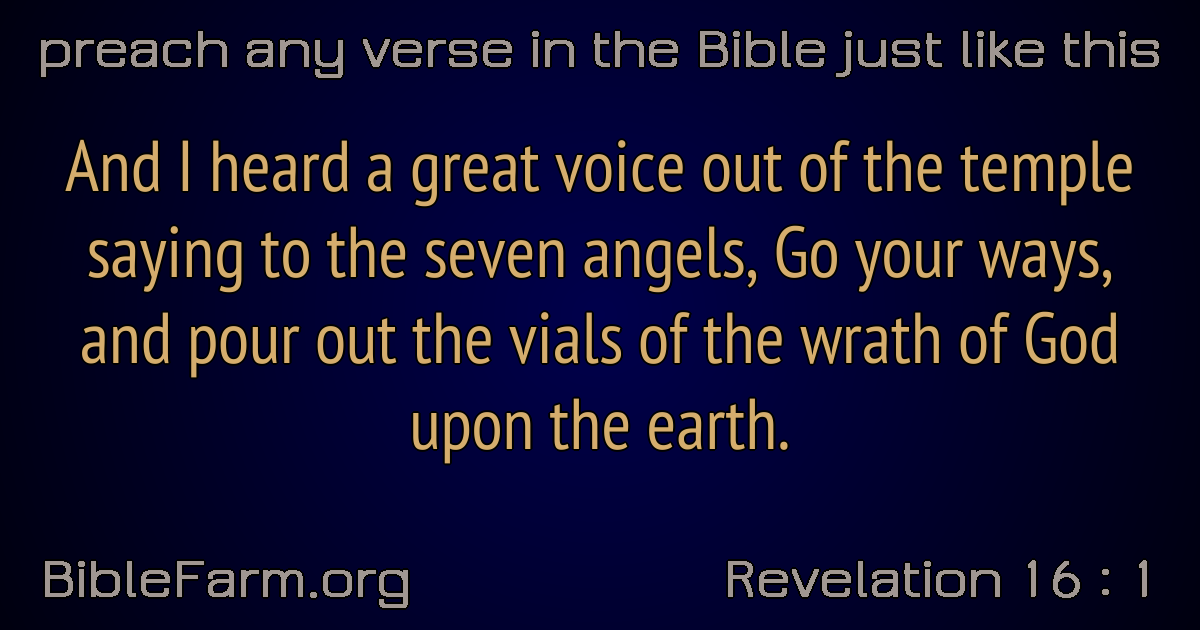 preach any verse in the Bible just like this
And I heard a great voice out of the temple
saying to the seven angels, Go your ways,
and pour out the vials of the wrath of God
upon the earth.
BibleFarm.org
Revelation 16 : 1